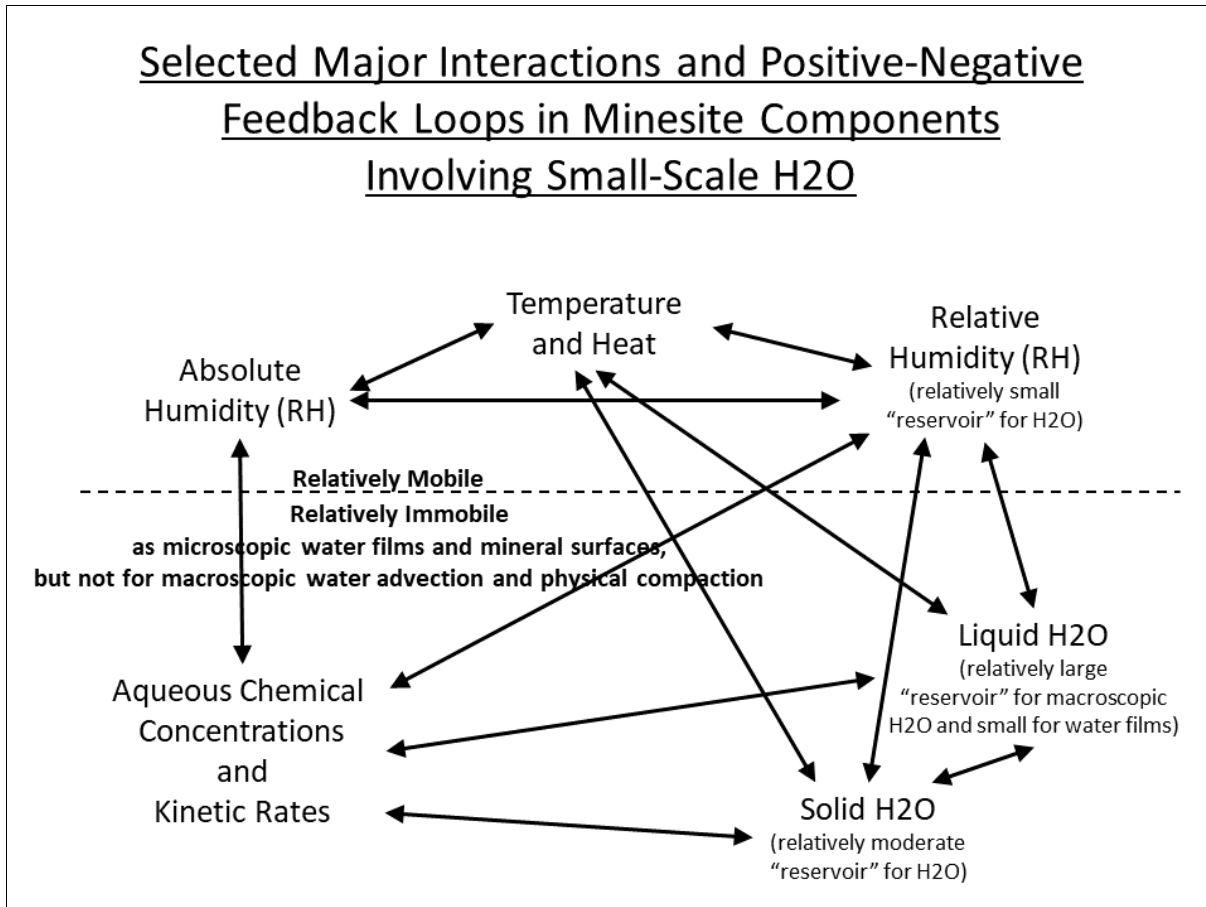 Selected Major Interactions and Positive-Negative
Feedback Loops in Minesite Components
Involving Small-Scale H2O
Temperature
and Heat
Relative
Humidity (RH)
(relatively small
“reservoir” for H2O)
Absolute
Humidity (RH)
Relatively Mobile
Relatively Immobile
as microscopic water films and mineral surfaces,
but not for macroscopic water advection and physical compaction
Liquid H2O
(relatively large
“reservoir” for macroscopic
H2O and small for water films)
Aqueous Chemical
Concentrations
and
Kinetic Rates
Solid H2O
(relatively moderate
“reservoir” for H2O)